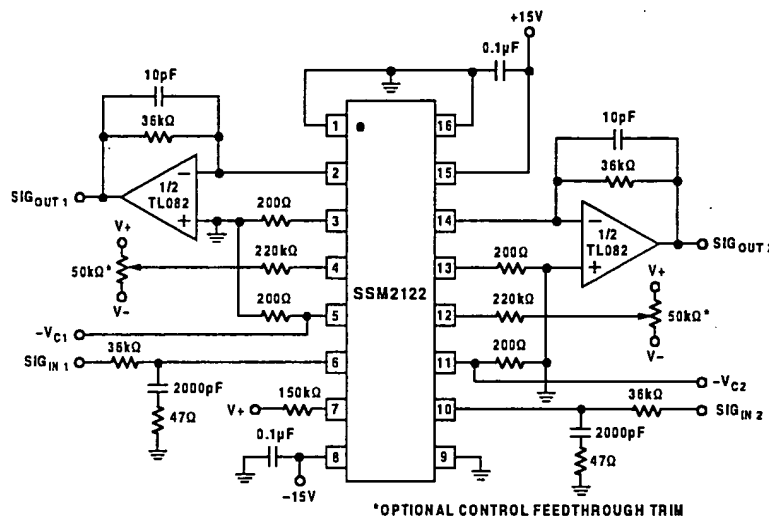 +15V
0.1µF
10pF
36kΩ
1
16
10pF
36kΩ
2
15
SIGOUT 1
1/2
TL082
−
+
200Ω
3
14
−
+
1/2
TL082
SIGOUT 2
V+
50kΩ*
V−
220kΩ
4
13
200Ω
SSM2122
200Ω
5
12
220kΩ
V+
50kΩ*
V−
−VC1
SIGIN 1
36kΩ
6
11
200Ω
−VC2
2000pF
47Ω
V+
150kΩ
7
10
36kΩ
SIGIN 2
2000pF
47Ω
0.1µF
8
9
−15V
*OPTIONAL CONTROL FEEDTHROUGH TRIM